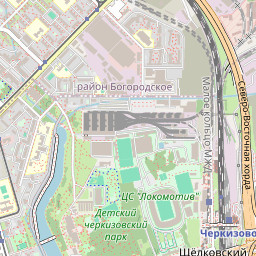 район Богородское
Малое кольцо МЖД
Северо-Восточная хорда
ЦС "Локомотив"
Детский
черкизовский
парк
Черкизово
Щёлковский